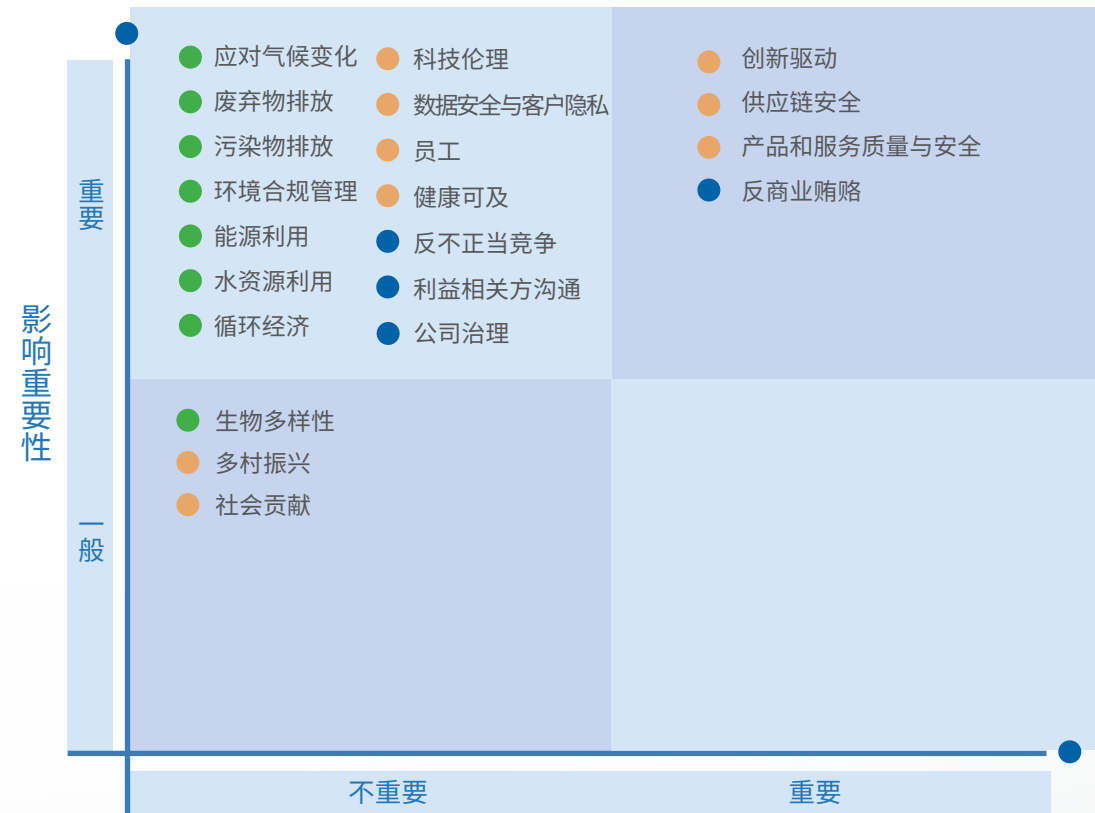 应对气候变化
废弃物排放
污染物排放
环境合规管理
能源利用
水资源利用
循环经济
科技伦理
数据安全与客户隐私
员工
健康可及
反不正当竞争
利益相关方沟通
公司治理
创新驱动
供应链安全
产品和服务质量与安全
反商业贿赂
重要
影响重要性
一般
生物多样性
多村振兴
社会贡献
不重要
重要